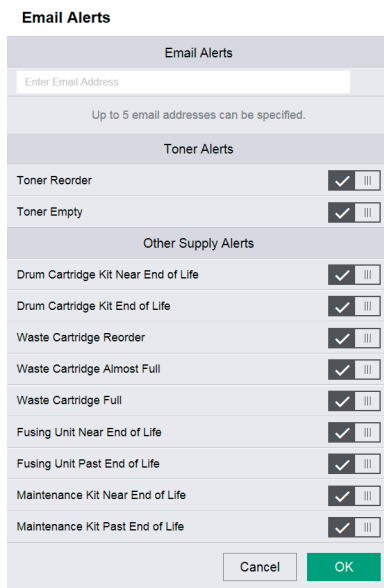 Email Alerts
Email Alerts
Enter Email Address
Up to 5 email addresses can be specified.
Toner Alerts
Toner Reorder
Toner Empty
Other Supply Alerts
Drum Cartridge Kit Near End of Life
Drum Cartridge Kit End of Life
Waste Cartridge Reorder
Waste Cartridge Almost Full
Waste Cartridge Full
Fusing Unit Near End of Life
Fusing Unit Past End of Life
Maintenance Kit Near End of Life
Maintenance Kit Past End of Life
Cancel OK